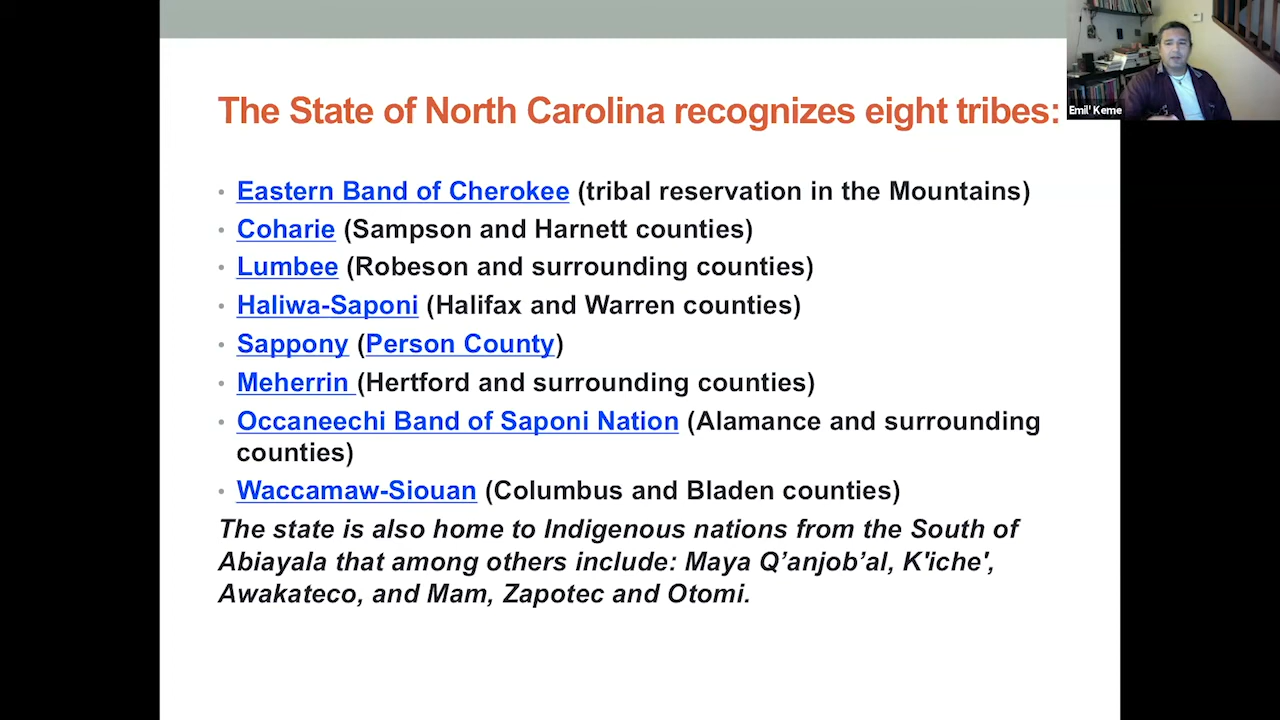 The State of North Carolina recognizes eight tribes:
Emil' Keme
• Eastern Band of Cherokee (tribal reservation in the Mountains)
• Coharie (Sampson and Harnett counties)
• Lumbee (Robeson and surrounding counties)
• Haliwa-Saponi (Halifax and Warren counties)
• Sappony (Person County)
• Meherrin (Hertford and surrounding counties)
• Occaneechi Band of Saponi Nation (Alamance and surrounding
counties)
• Waccamaw-Siouan (Columbus and Bladen counties)
The state is also home to Indigenous nations from the South of
Abiayala that among others include: Maya Q’anjob’al, K'iche',
Awakateco, and Mam, Zapotec and Otomi.